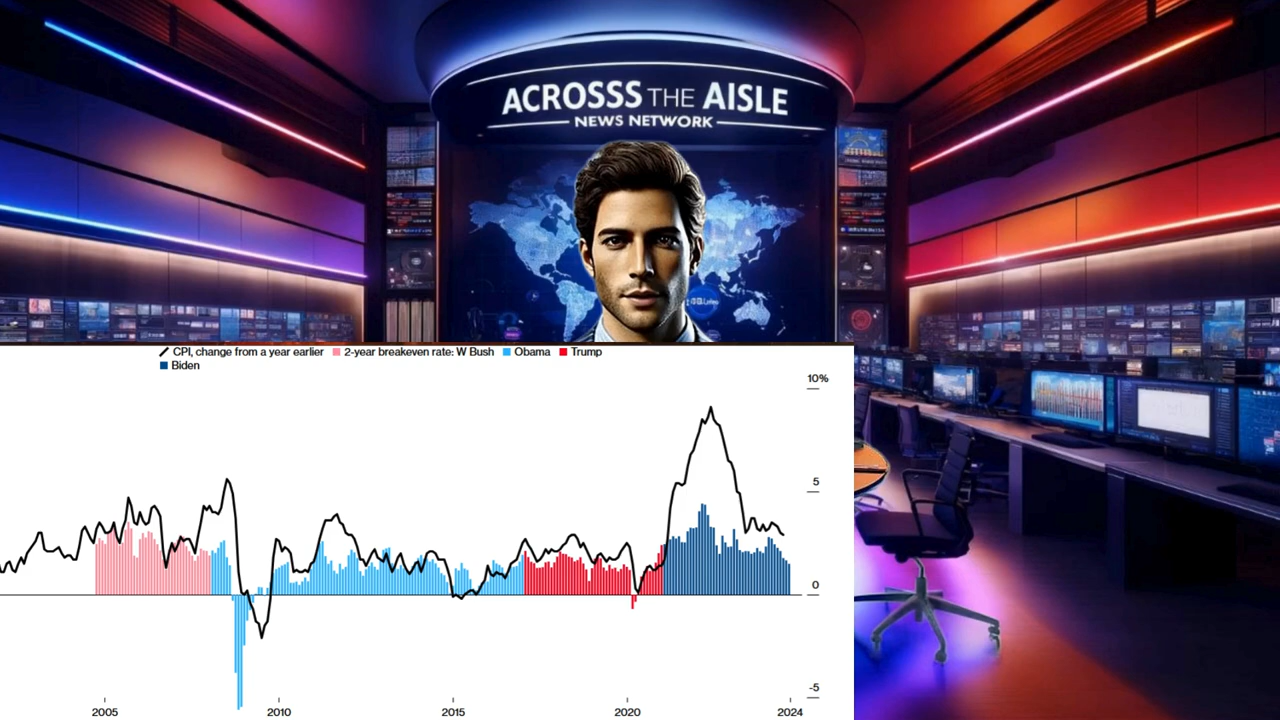 ACROSSS THE AISLE
NEWS NETWORK
CPI, change from a year earlier 2-year breakeven rate: W Bush Obama Trump
Biden
10%
5
0
-5
2005 2010 2015 2020 2024